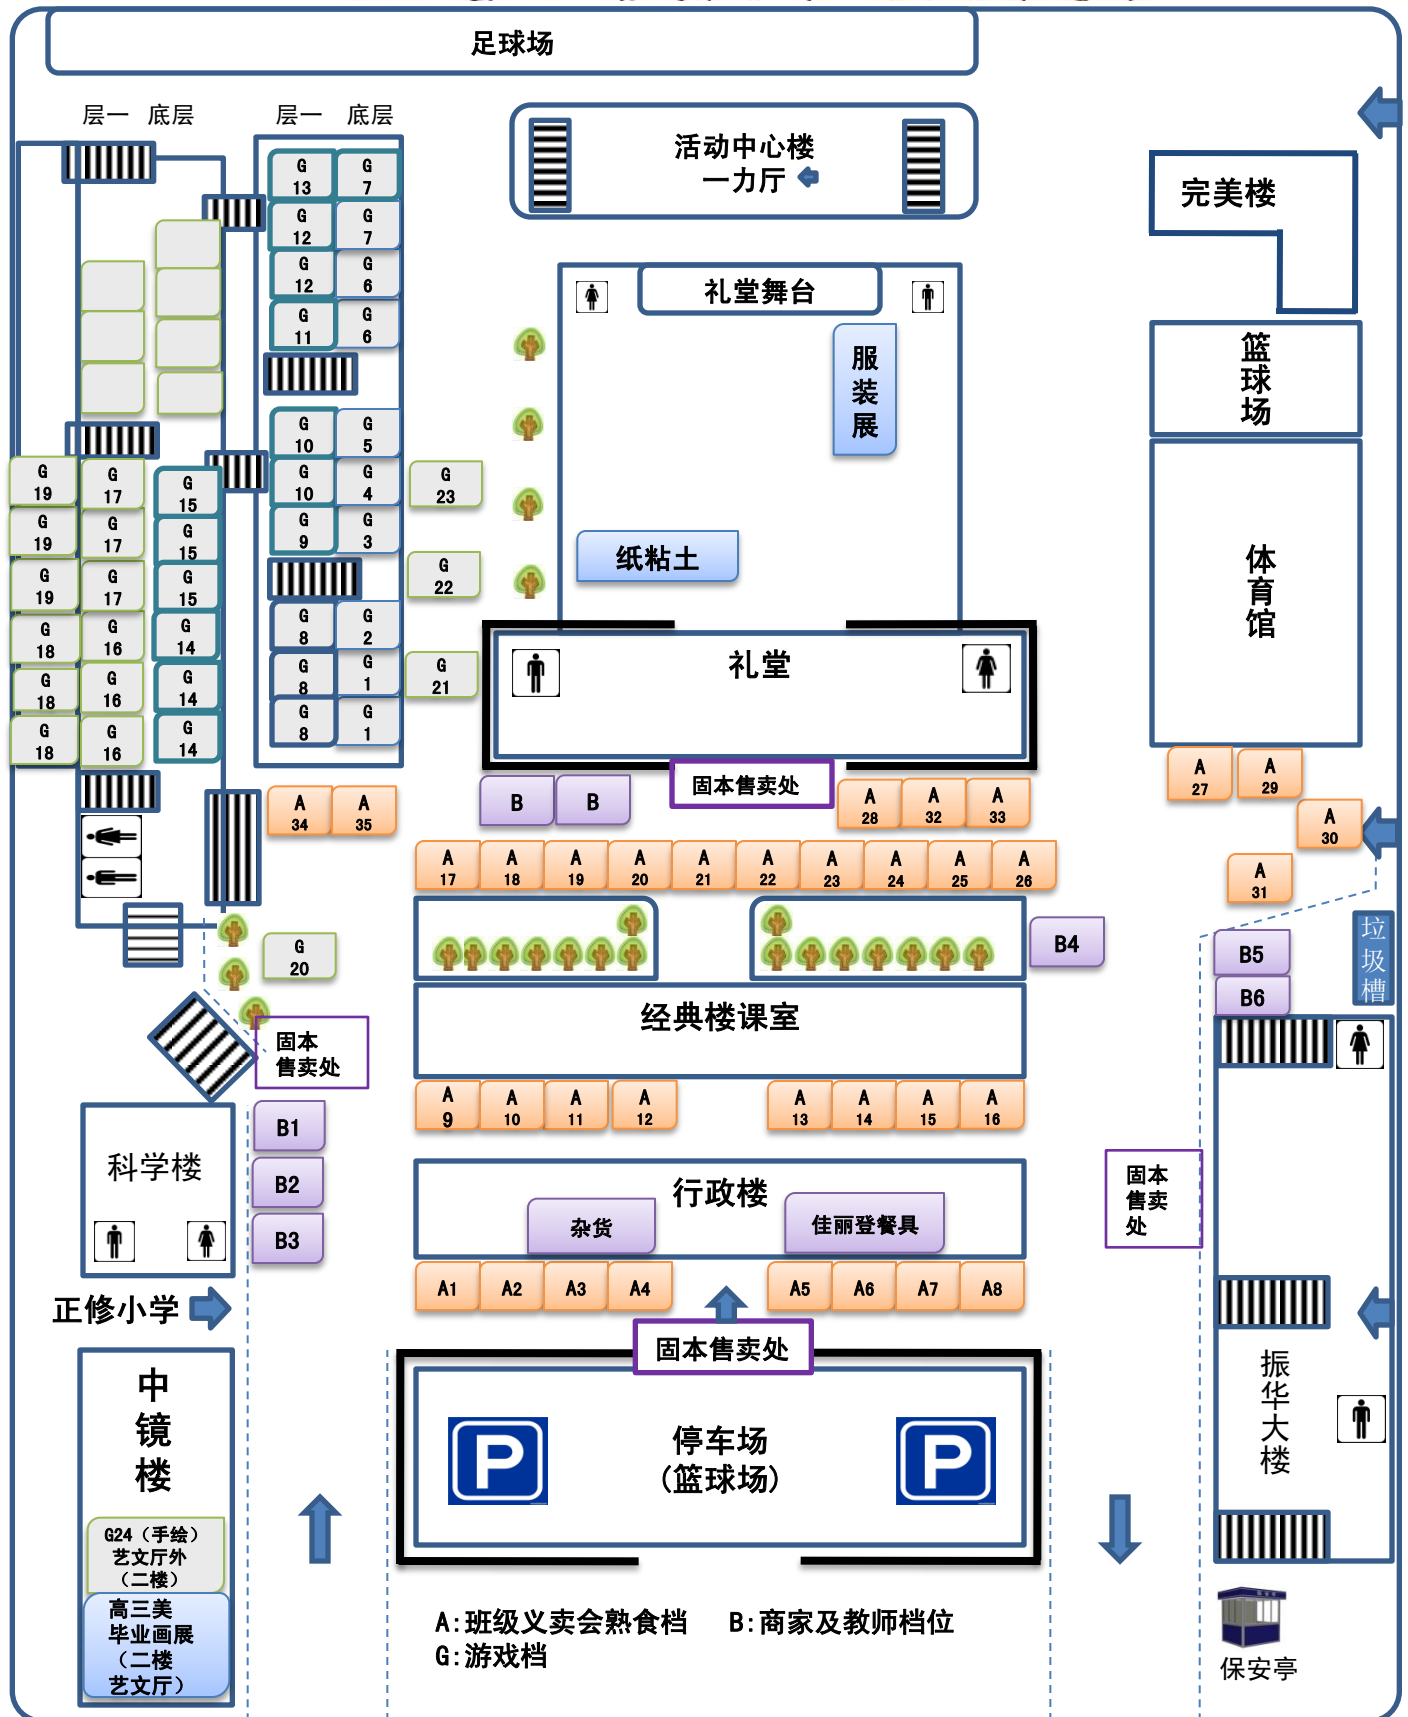 足球场
层一 底层
层一 底层
活动中心楼
一力厅
完美楼
礼堂舞台
服
装
展
篮
球
场
体
育
馆
纸粘土
礼堂
固本售卖处
G
13
G
7
G
12
G
7
G
12
G
6
G
11
G
6
G
10
G
5
G
10
G
4
G
9
G
3
G
8
G
2
G
8
G
1
G
8
G
1
G
19
G
17
G
15
G
19
G
17
G
15
G
19
G
17
G
15
G
18
G
16
G
14
G
18
G
16
G
14
G
18
G
16
G
14
G
23
G
22
G
21
A
34
A
35
B
B
A
28
A
32
A
33
A
27
A
29
A
30
A
31
A
17
A
18
A
19
A
20
A
21
A
22
A
23
A
24
A
25
A
26
G
20
B4
B5
B6
垃
圾
槽
经典楼课室
固本
售卖处
A
9
A
10
A
11
A
12
A
13
A
14
A
15
A
16
B1
B2
B3
科学楼
行政楼
杂货
佳丽登餐具
固本
售卖
处
A1
A2
A3
A4
A5
A6
A7
A8
正修小学
固本售卖处
中
镜
楼
停车场
(篮球场)
P
P
振
华
大
楼
G24（手绘）
艺文厅外
（二楼）
高三美
毕业画展
（二楼
艺文厅）
A:班级义卖会熟食档 B:商家及教师档位
G:游戏档
保安亭